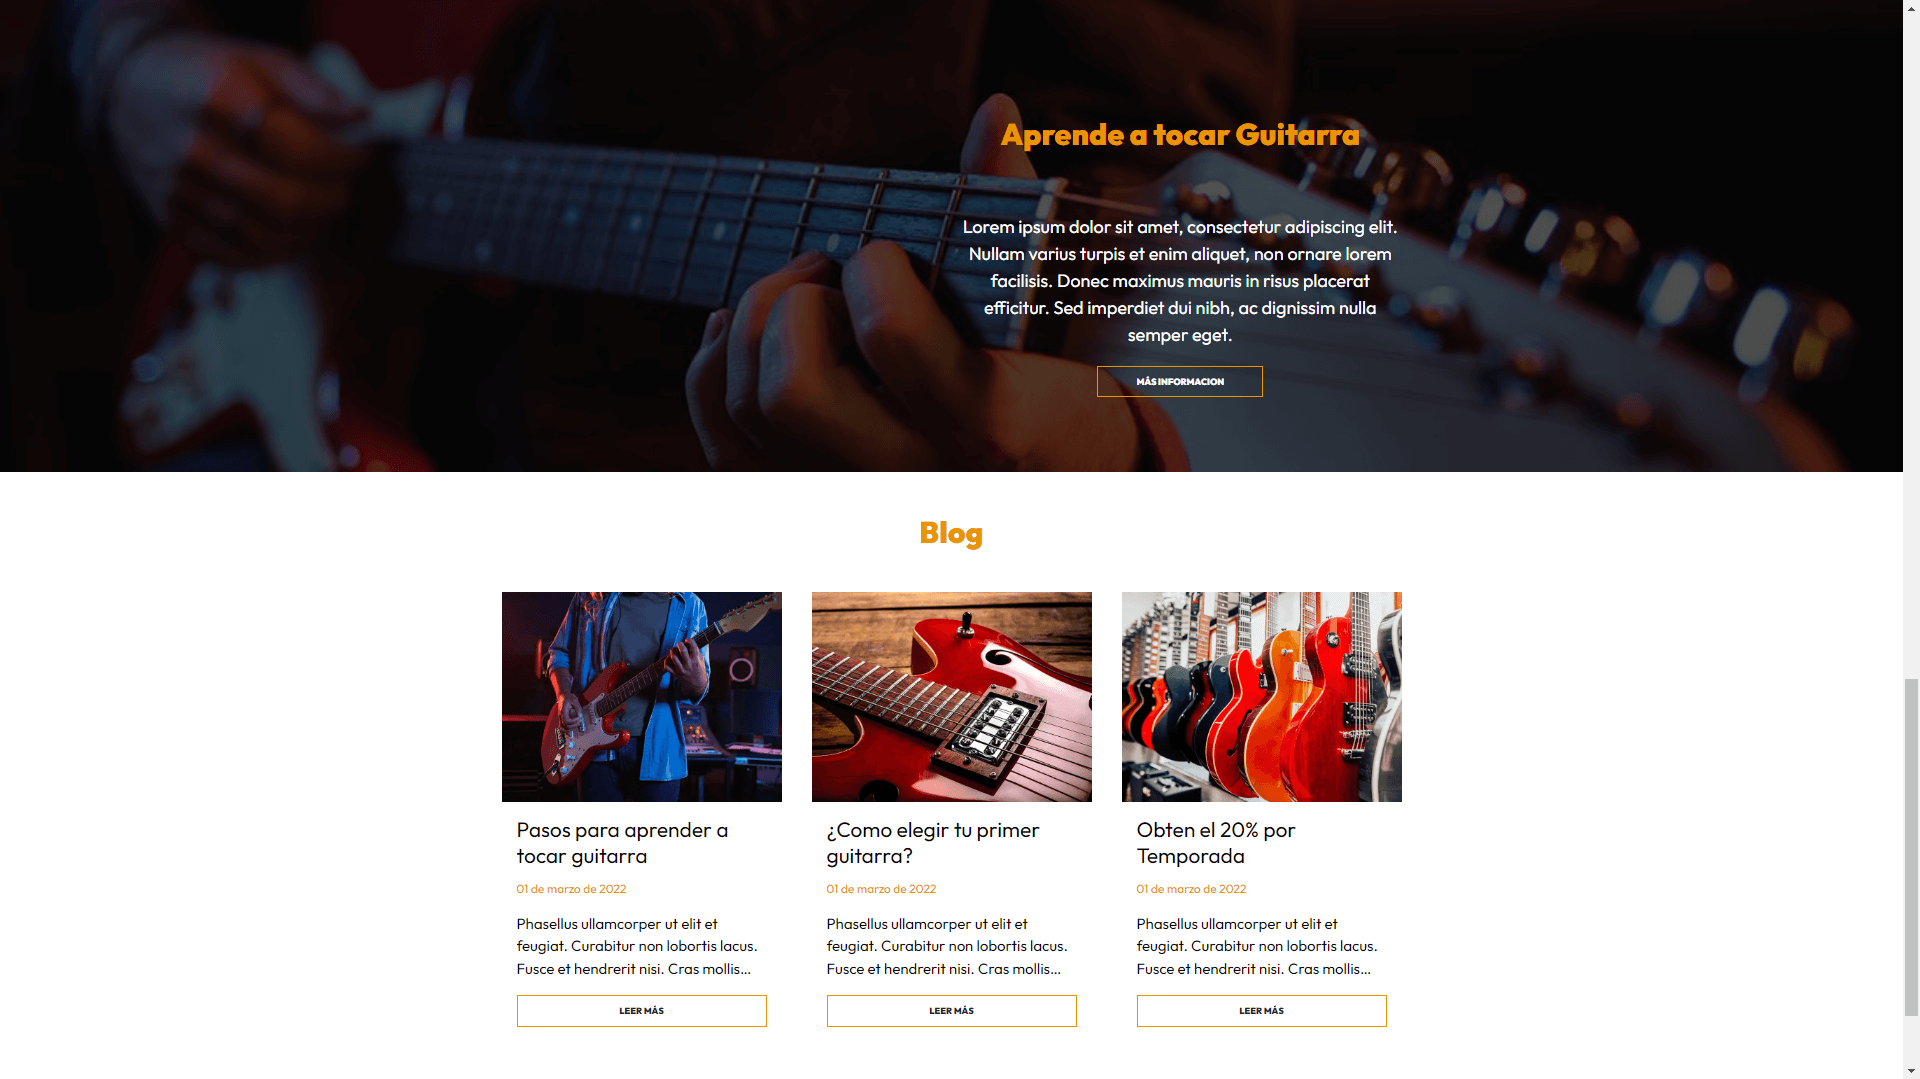 Aprende a tocar Guitarra
Lorem ipsum dolor sit amet, consectetur adipiscing elit.
Nullam varius turpis et enim aliquet, non ornare lorem
facilisis. Donec maximus mauris in risus placerat
efficitur. Sed imperdiet dui nibh, ac dignissim nulla
semper eget.
MÁS INFORMACION
Blog
Pasos para aprender a
tocar guitarra
01 de marzo de 2022
Phasellus ullamcorper ut elit et
feugiat. Curabitur non lobortis lacus.
Fusce et hendrerit nisi. Cras mollis...
LEER MÁS
¿Como elegir tu primer
guitarra?
01 de marzo de 2022
Phasellus ullamcorper ut elit et
feugiat. Curabitur non lobortis lacus.
Fusce et hendrerit nisi. Cras mollis...
LEER MÁS
Obten el 20% por
Temporada
01 de marzo de 2022
Phasellus ullamcorper ut elit et
feugiat. Curabitur non lobortis lacus.
Fusce et hendrerit nisi. Cras mollis...
LEER MÁS